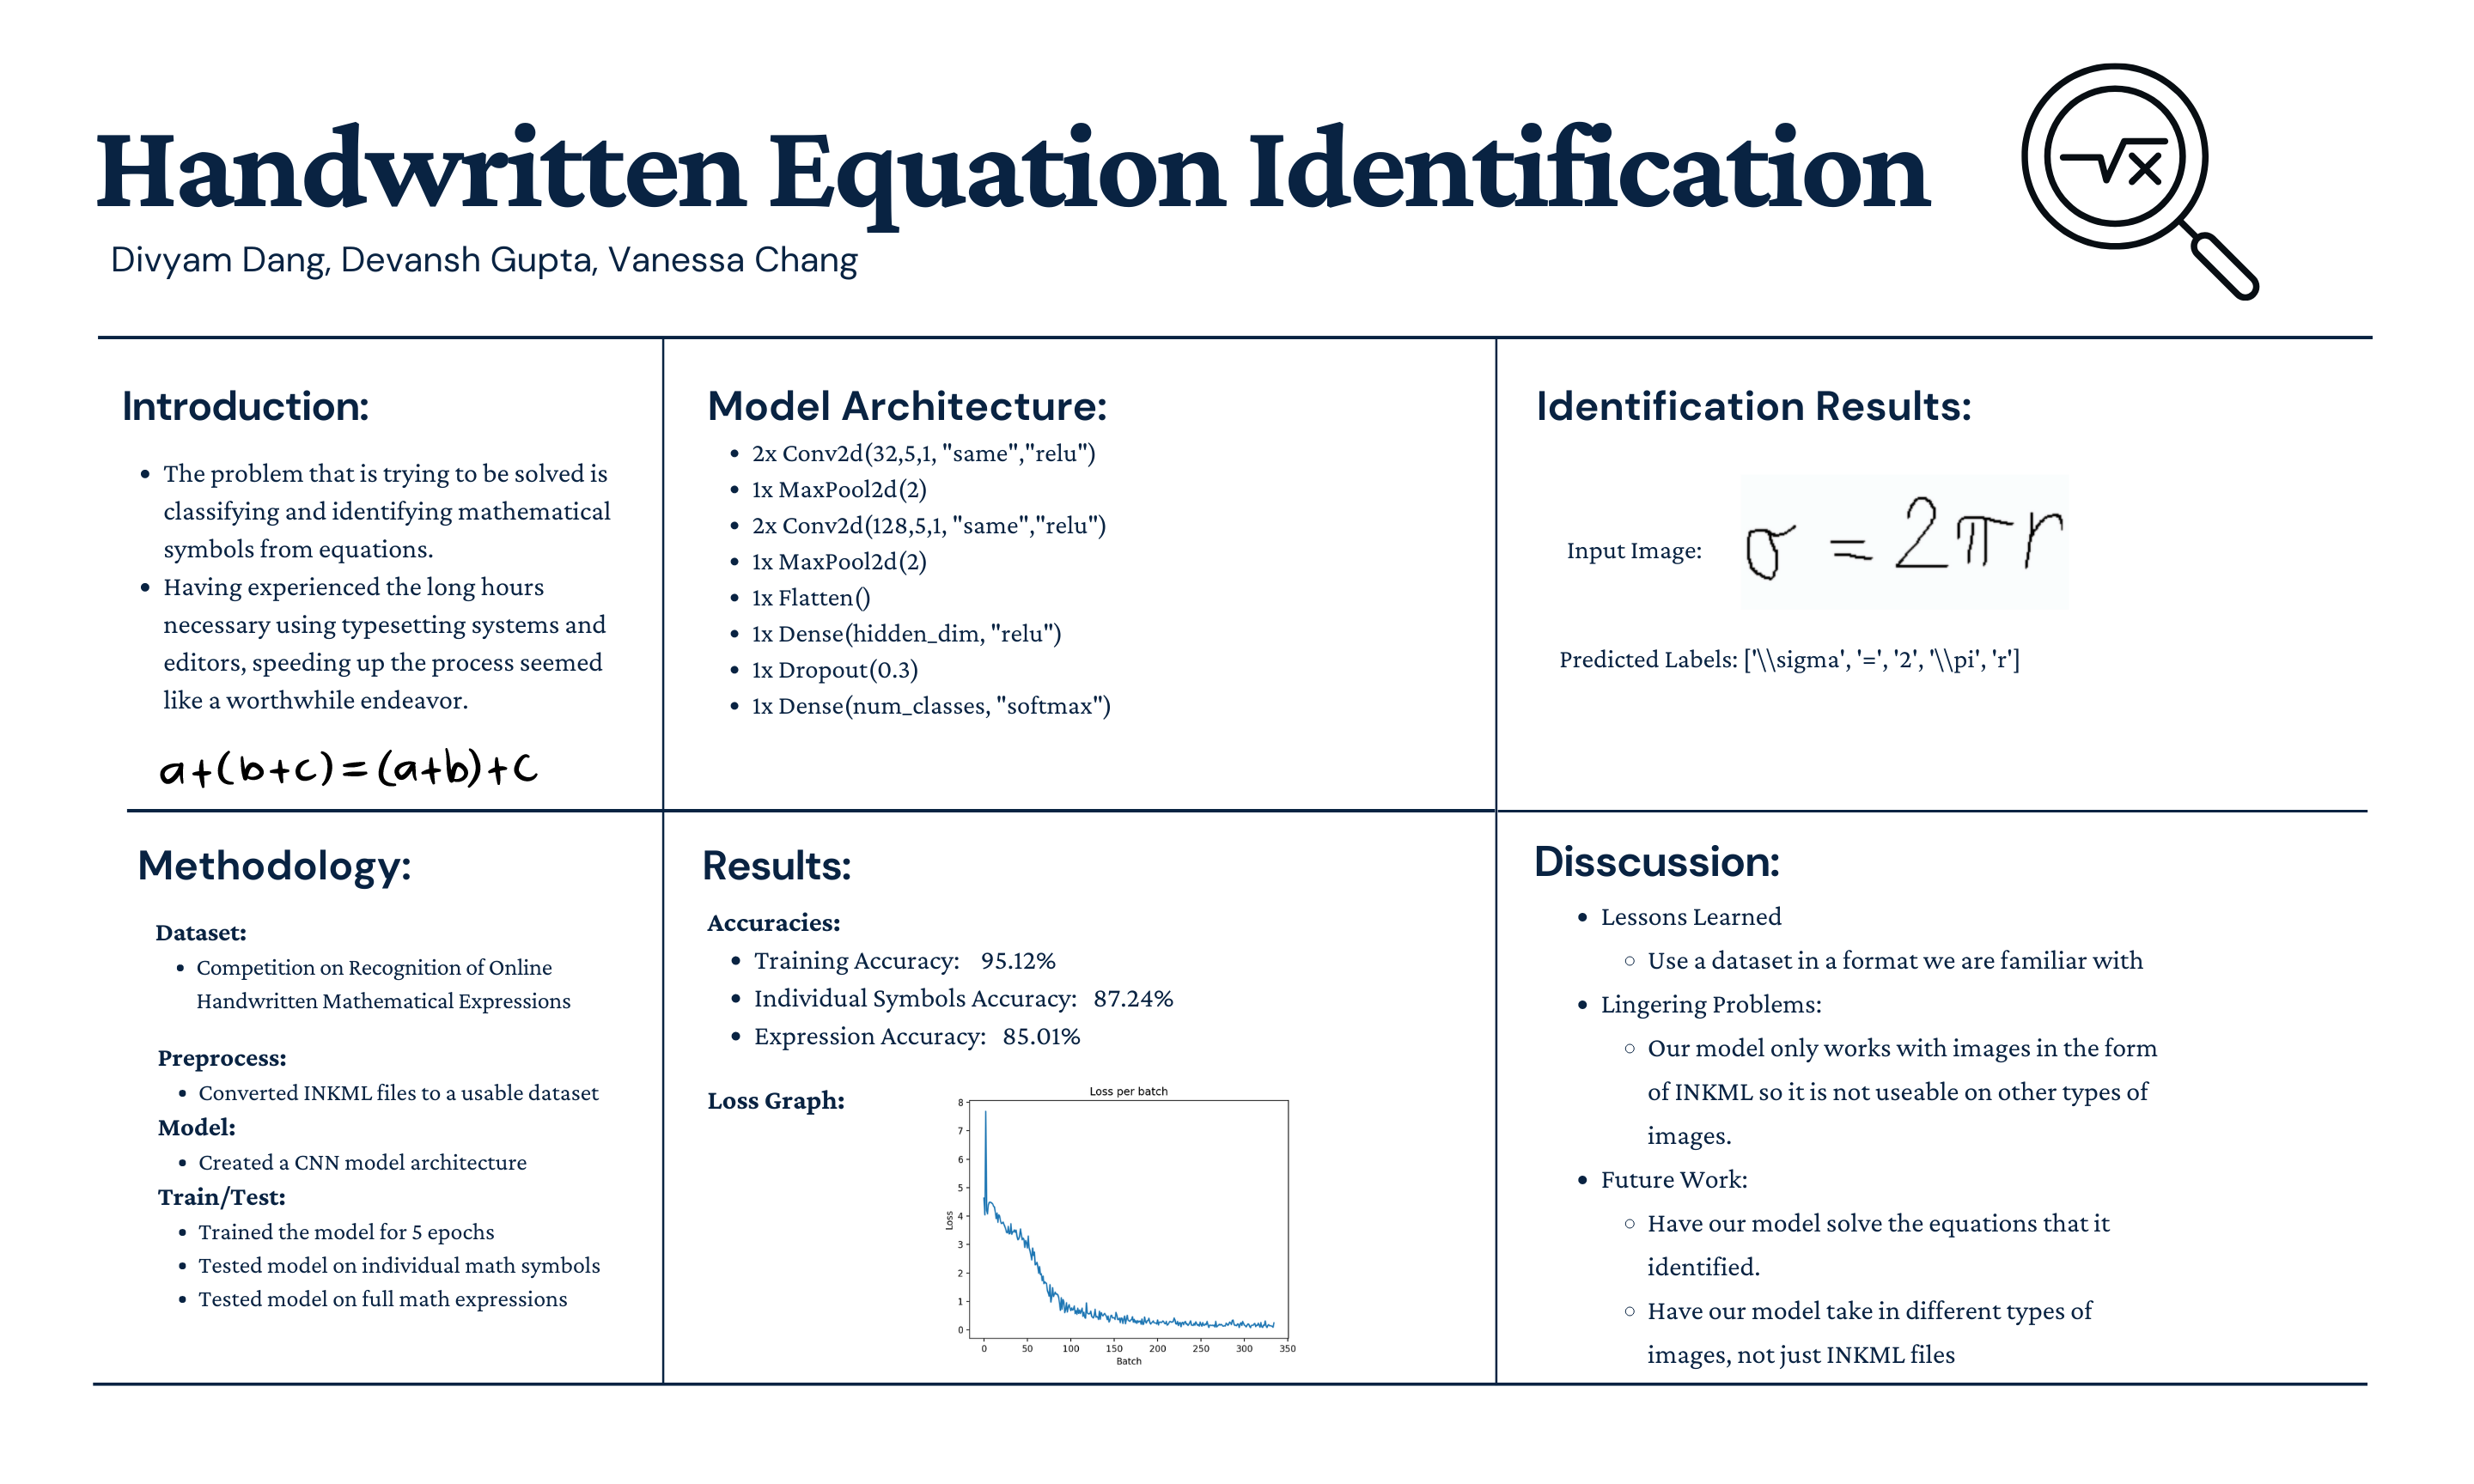 Handwritten Equation Identification
Divyam Dang, Devansh Gupta, Vanessa Chang
√x
Introduction:
• The problem that is trying to be solved is
classifying and identifying mathematical
symbols from equations.
• Having experienced the long hours
necessary using typesetting systems and
editors, speeding up the process seemed
like a worthwhile endeavor.
a+(b+c)=(a+b)+c
Methodology:
Dataset:
• Competition on Recognition of Online
Handwritten Mathematical Expressions
Preprocess:
• Converted INKML files to a usable dataset
Model:
• Created a CNN model architecture
Train/Test:
• Trained the model for 5 epochs
• Tested model on individual math symbols
• Tested model on full math expressions
Model Architecture:
• 2x Conv2d(32,5,1, "same","relu")
• 1x MaxPool2d(2)
• 2x Conv2d(128,5,1, "same","relu")
• 1x MaxPool2d(2)
• 1x Flatten()
• 1x Dense(hidden_dim, "relu")
• 1x Dropout(0.3)
• 1x Dense(num_classes, "softmax")
Results:
Accuracies:
• Training Accuracy: 95.12%
• Individual Symbols Accuracy: 87.24%
• Expression Accuracy: 85.01%
Loss Graph:
Loss per batch
8
7
6
5
4
3
2
1
0
Loss
0 50 100 150 200 250 300 350
Batch
Identification Results:
Input Image:
σ = 2πr
Predicted Labels: ['\\sigma', '=', '2', '\\pi', 'r']
Disscussion:
• Lessons Learned
◦ Use a dataset in a format we are familiar with
• Lingering Problems:
◦ Our model only works with images in the form
of INKML so it is not useable on other types of
images.
• Future Work:
◦ Have our model solve the equations that it
identified.
◦ Have our model take in different types of
images, not just INKML files